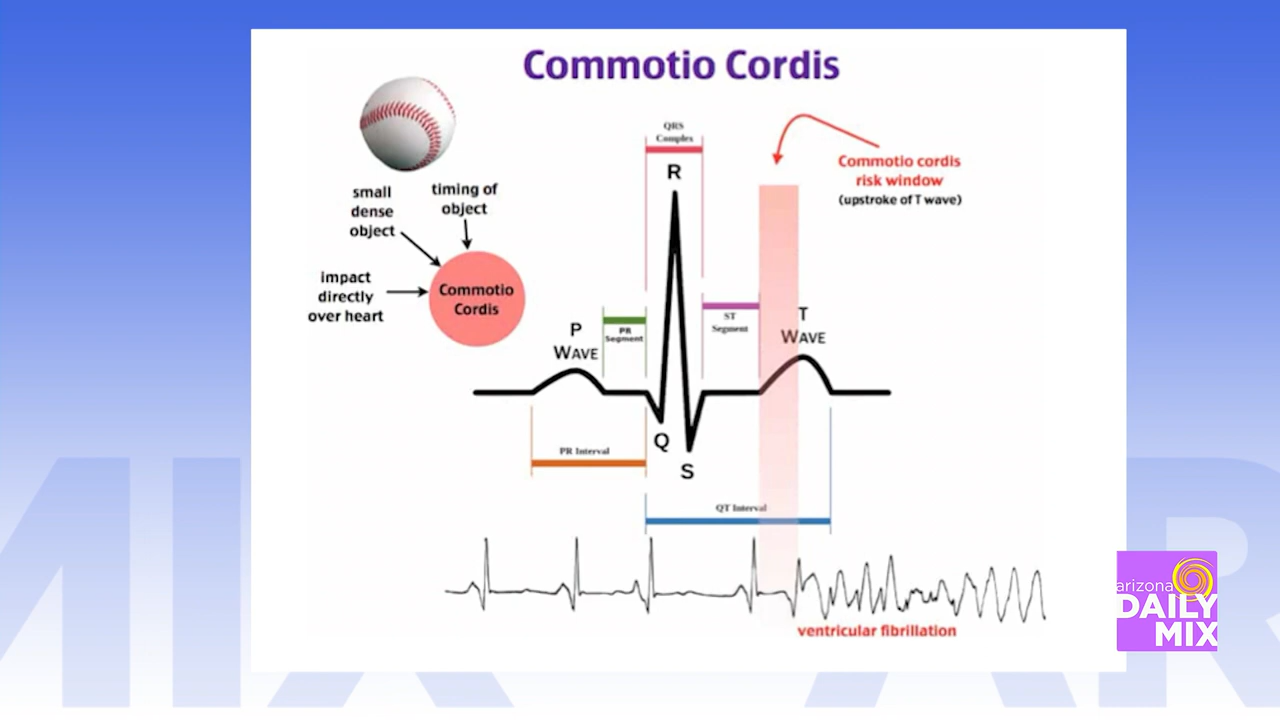 Commotio Cordis
small
dense
object
timing of
object
impact
directly
over heart
Commotio
Cordis
QRS
Complex
R
Commotio cordis
risk window
(upstroke of T wave)
P
WAVE
PR
Segment
ST
Segment
T
WAVE
Q
S
PR Interval
QT Interval
ventricular fibrillation
arizona
DAILY
MIX
MIX
AR